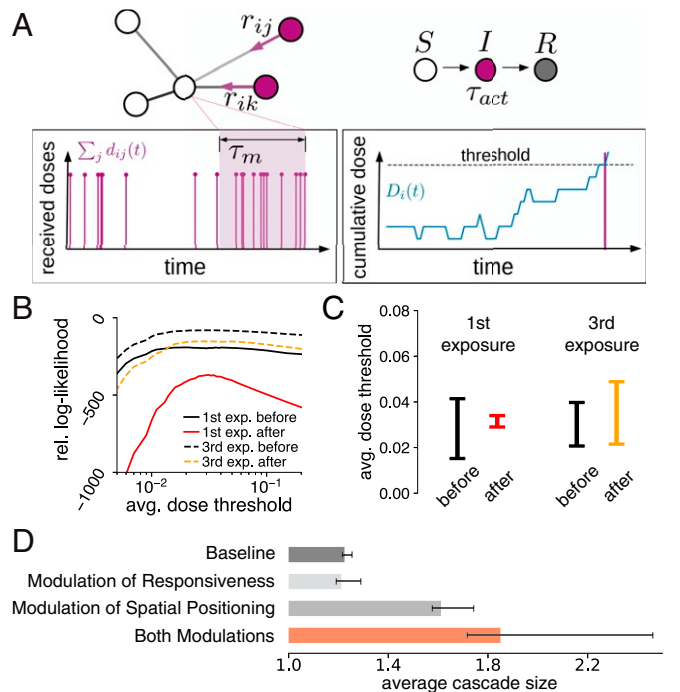 A
r_ij
r_ik
S I R
τ_act
Σ_j d_ij(t)
τ_m
received doses
time
threshold
D_i(t)
cumulative dose
time
B
0
−500
−1000
rel. log-likelihood
1st exp. before
1st exp. after
3rd exp. before
3rd exp. after
10⁻² 10⁻¹
avg. dose threshold
C
avg. dose threshold
0.08
0.06
0.04
0.02
0.00
1st exposure
3rd exposure
before after before after
D
Baseline
Modulation of Responsiveness
Modulation of Spatial Positioning
Both Modulations
1.0 1.4 1.8 2.2
average cascade size